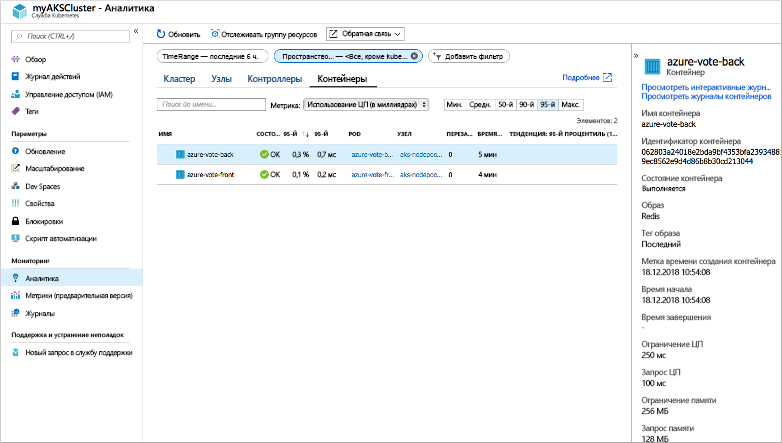 myAKSCluster - Аналитика
Служба Kubernetes
Поиск (CTRL+/)
Обзор
Журнал действий
Управление доступом (IAM)
Теги
Параметры
Обновление
Масштабирование
Dev Spaces
Свойства
Блокировки
Скрипт автоматизации
Мониторинг
Аналитика
Метрики (предварительная версия)
Журналы
Поддержка и устранение неполадок
Новый запрос в службу поддержки
Обновить
Отслеживать группу ресурсов
Обратная связь
TimeRange — последние 6 ч.
Пространство... — <Все, кроме kube...
Добавить фильтр
Кластер Узлы Контроллеры Контейнеры
Подробнее
Поиск по имени...
Метрика: Использование ЦП (в миллиядрах)
Мин. Средн. 50-й 90-й 95-й Макс.
Элементов: 2
ИМЯ СОСТО... 95-Й 95-Й POD УЗЕЛ ПЕРЕЗА... ВРЕМЯ... ТЕНДЕНЦИЯ: 95-Й ПРОЦЕНТИЛЬ (1...
azure-vote-back OK 0,3 % 0,7 мс azure-vote-b... aks-nodepoo... 0 5 мин
azure-vote-front OK 0,1 % 0,2 мс azure-vote-fr... aks-nodepoo... 0 4 мин
azure-vote-back
Контейнер
Просмотреть интерактивные журн...
Просмотреть журналы контейнеров
Имя контейнера
azure-vote-back
Идентификатор контейнера
062803a24018e2bda9bf4353bfa2393488
9ec8562e9d4d86b8b30cd213044
Состояние контейнера
Выполняется
Образ
Redis
Тег образа
Последний
Метка времени создания контейнера
18.12.2018 10:54:08
Время начала
18.12.2018 10:54:08
Время завершения
-
Ограничение ЦП
250 мс
Запрос ЦП
100 мс
Ограничение памяти
256 МБ
Запрос памяти
128 МБ